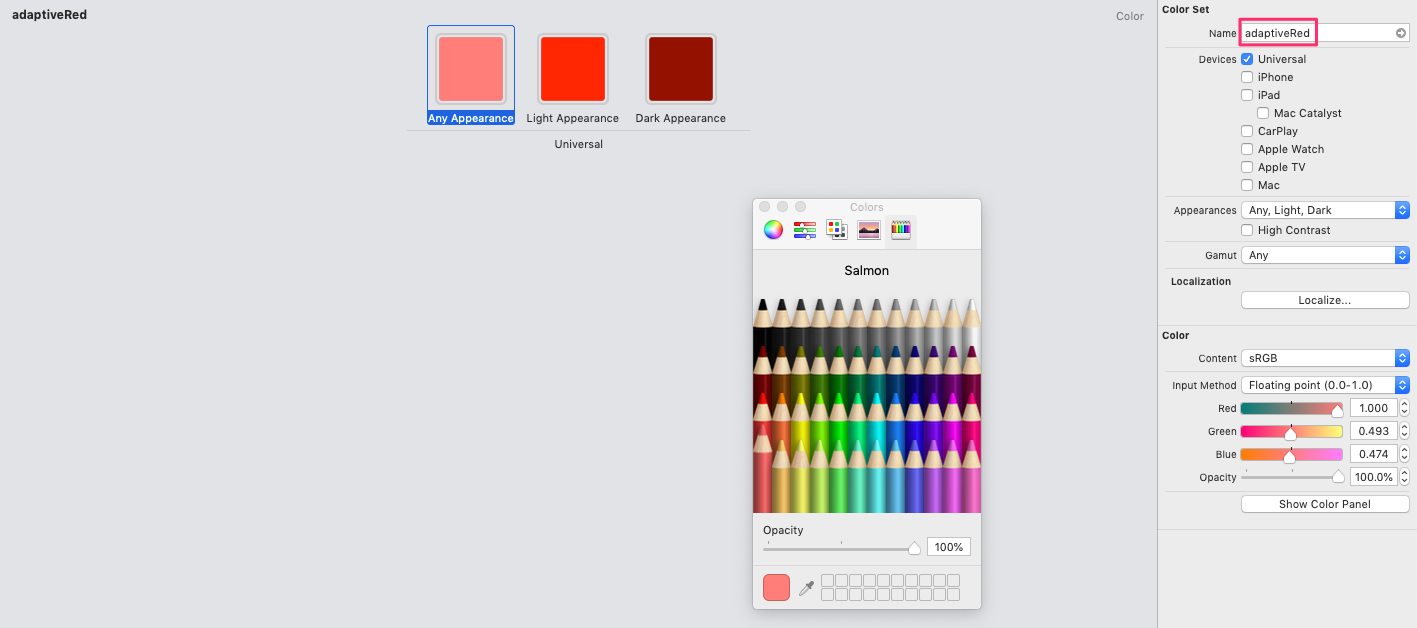 adaptiveRed
Color
Any Appearance
Light Appearance
Dark Appearance
Universal
Colors
Salmon
Opacity
100%
Color Set
Name adaptiveRed
Devices Universal
iPhone
iPad
Mac Catalyst
CarPlay
Apple Watch
Apple TV
Mac
Appearances Any, Light, Dark
High Contrast
Gamut Any
Localization
Localize...
Color
Content sRGB
Input Method Floating point (0.0-1.0)
Red 1.000
Green 0.493
Blue 0.474
Opacity 100.0%
Show Color Panel